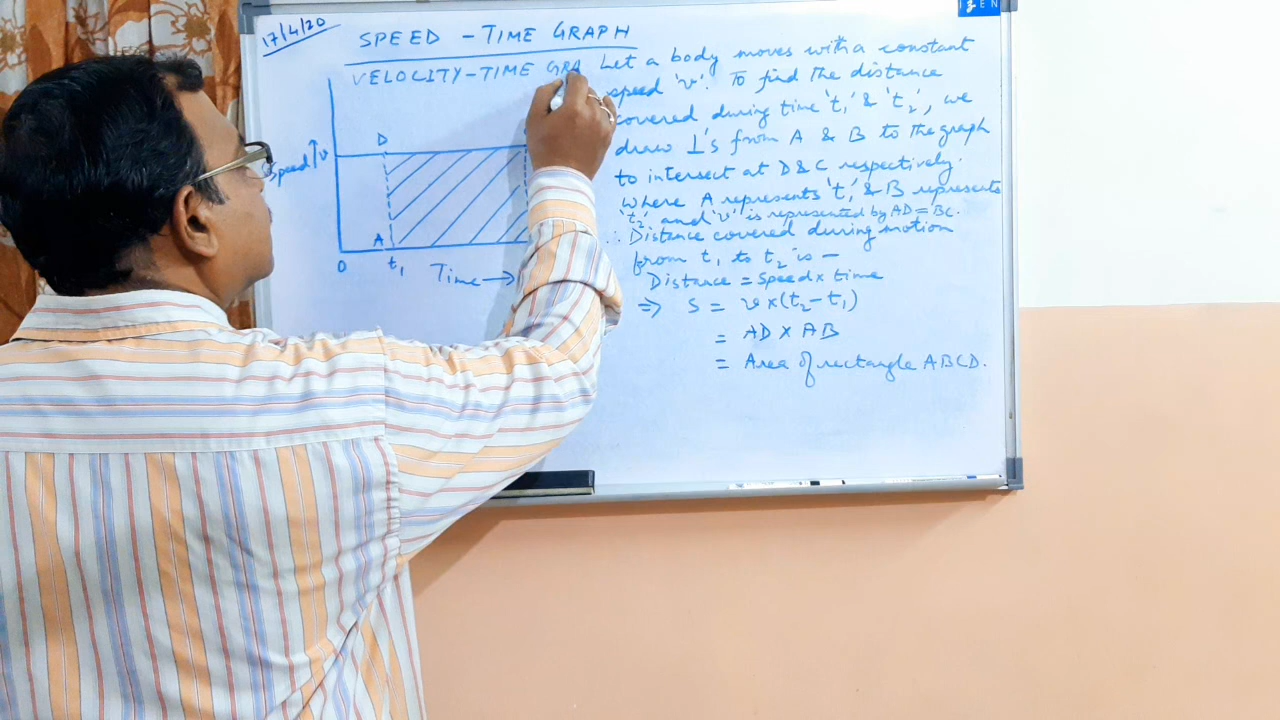 17/4/20
SPEED - TIME GRAPH
VELOCITY-TIME GRA
Let a body moves with a constant
speed 'v'. To find the distance
covered during time 't₁' & 't₂', we
draw ⊥'s from A & B to the graph
to intersect at D & C respectively.
Where A represents 't₁' & B represents
't₂' and 'v' is represented by AD = BC.
∴ Distance covered during motion
from t₁ to t₂ is -
Distance = speed x time
⇒ S = v x (t₂ - t₁)
= AD X AB
= Area of rectangle ABCD.
D
Speed ↑ v
A
0 t₁ Time →